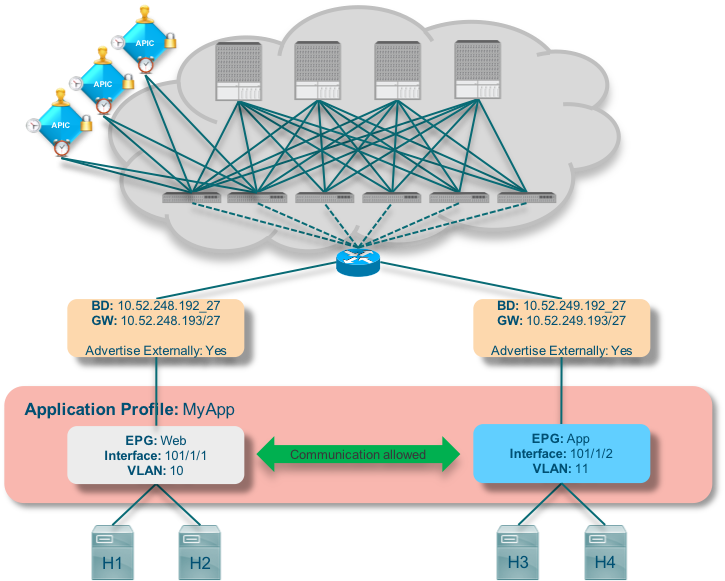 APIC
APIC
APIC
BD: 10.52.248.192_27
GW: 10.52.248.193/27
Advertise Externally: Yes
BD: 10.52.249.192_27
GW: 10.52.249.193/27
Advertise Externally: Yes
Application Profile: MyApp
EPG: Web
Interface: 101/1/1
VLAN: 10
Communication allowed
EPG: App
Interface: 101/1/2
VLAN: 11
H1
H2
H3
H4